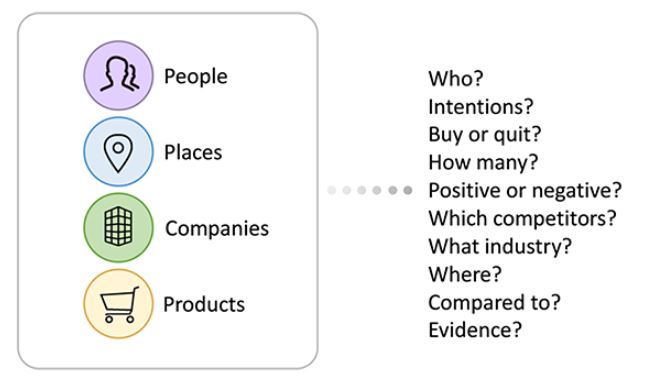 People
Places
Companies
Products
Who?
Intentions?
Buy or quit?
How many?
Positive or negative?
Which competitors?
What industry?
Where?
Compared to?
Evidence?